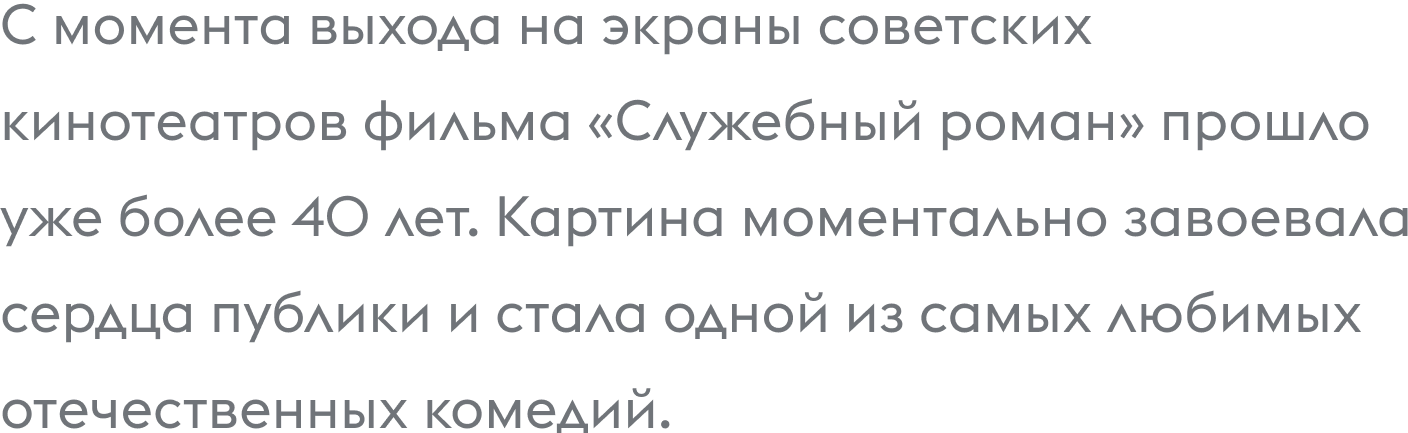 С момента выхода на экраны советских
кинотеатров фильма «Служебный роман» прошло
уже более 40 лет. Картина моментально завоевала
сердца публики и стала одной из самых любимых
отечественных комедий.